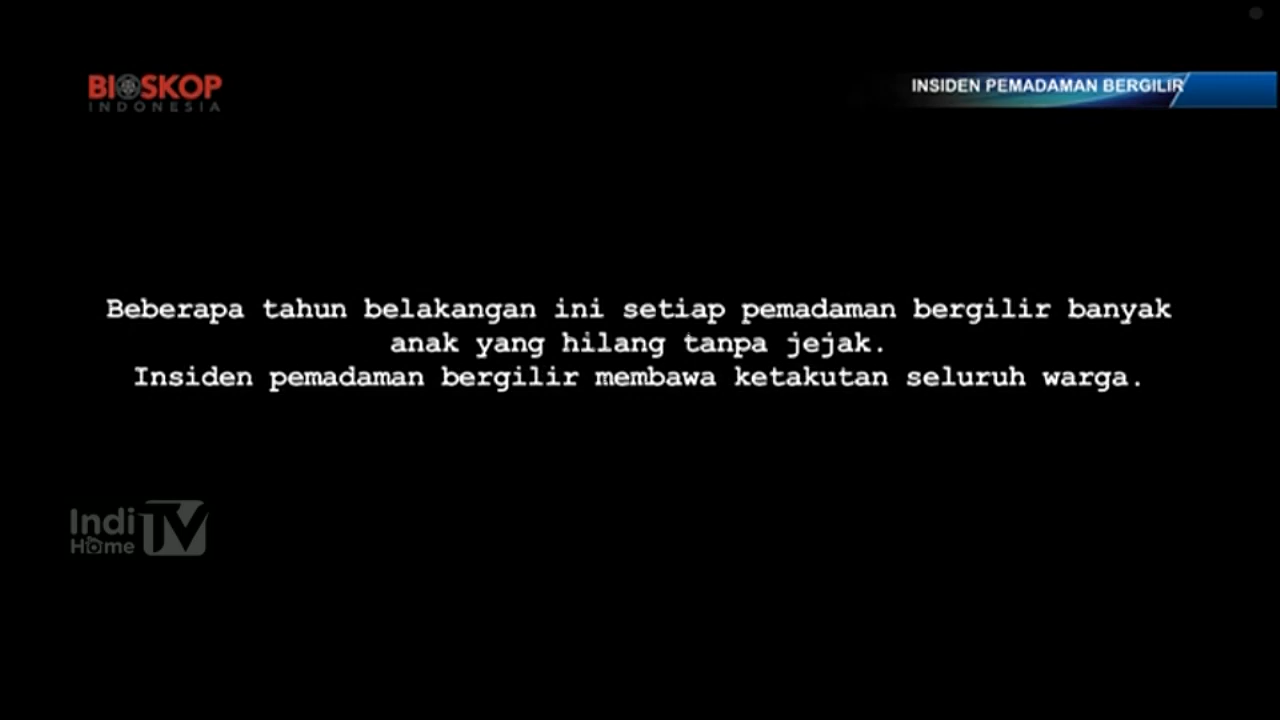 BIOSKOP
INDONESIA
INSIDEN PEMADAMAN BERGILIR
Beberapa tahun belakangan ini setiap pemadaman bergilir banyak
anak yang hilang tanpa jejak.
Insiden pemadaman bergilir membawa ketakutan seluruh warga.
Indi
Home
TV